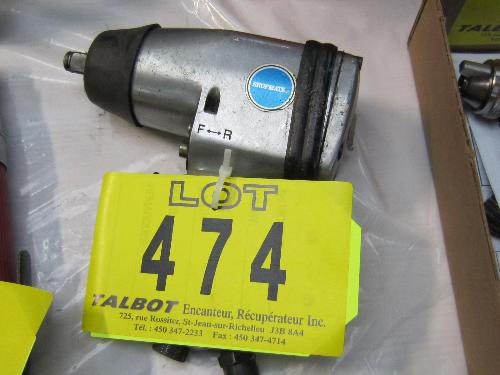 SHOPMATE
F ↔ R
LOT
474
TALBOT Encanteur, Récupérateur Inc.
725, rue Rossiter, St-Jean-sur-Richelieu J3B 8A4
Tél. : 450 347-2233 Fax : 450 347-4714